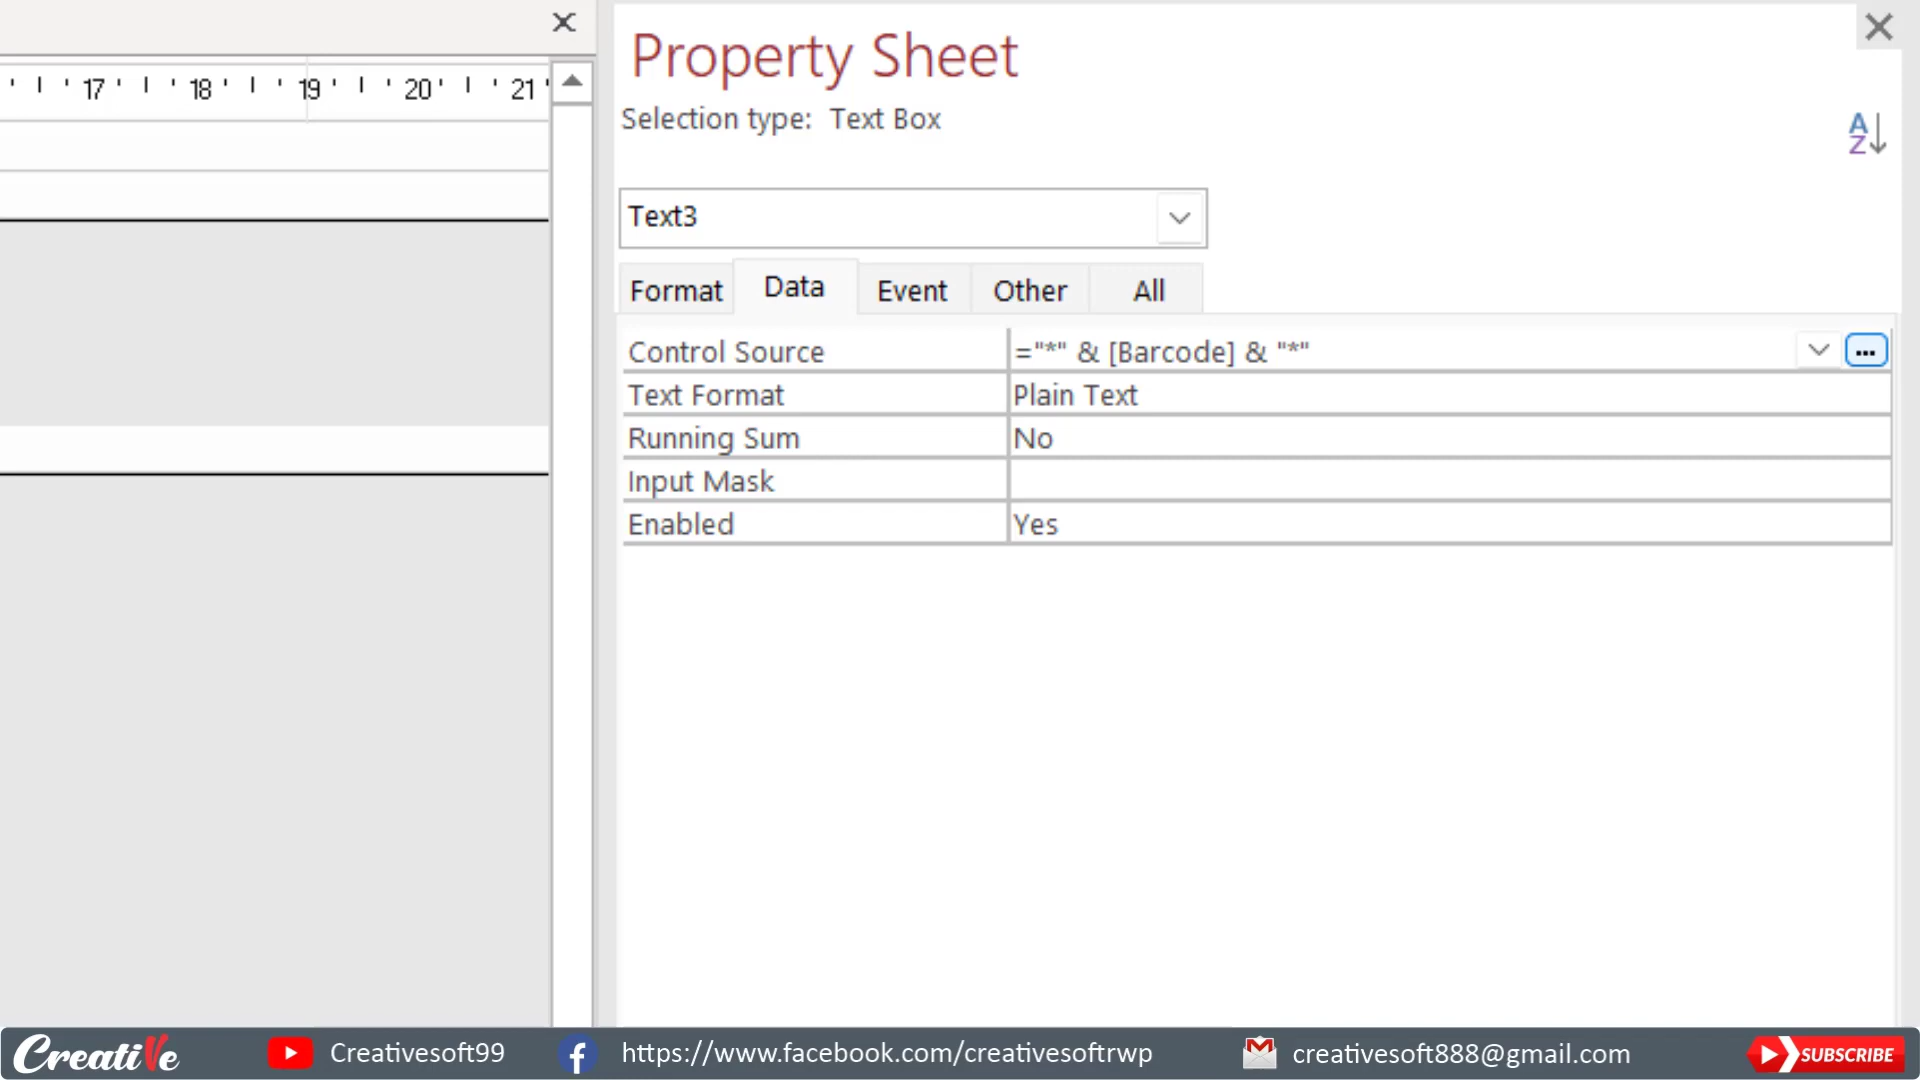 17 18 19 20 21
Property Sheet
Selection type: Text Box
A
Z
Text3
Format Data Event Other All
Control Source ="*" & [Barcode] & "*" ...
Text Format Plain Text
Running Sum No
Input Mask
Enabled Yes
Creative Creativesoft99 https://www.facebook.com/creativesoftrwp creativesoft888@gmail.com SUBSCRIBE